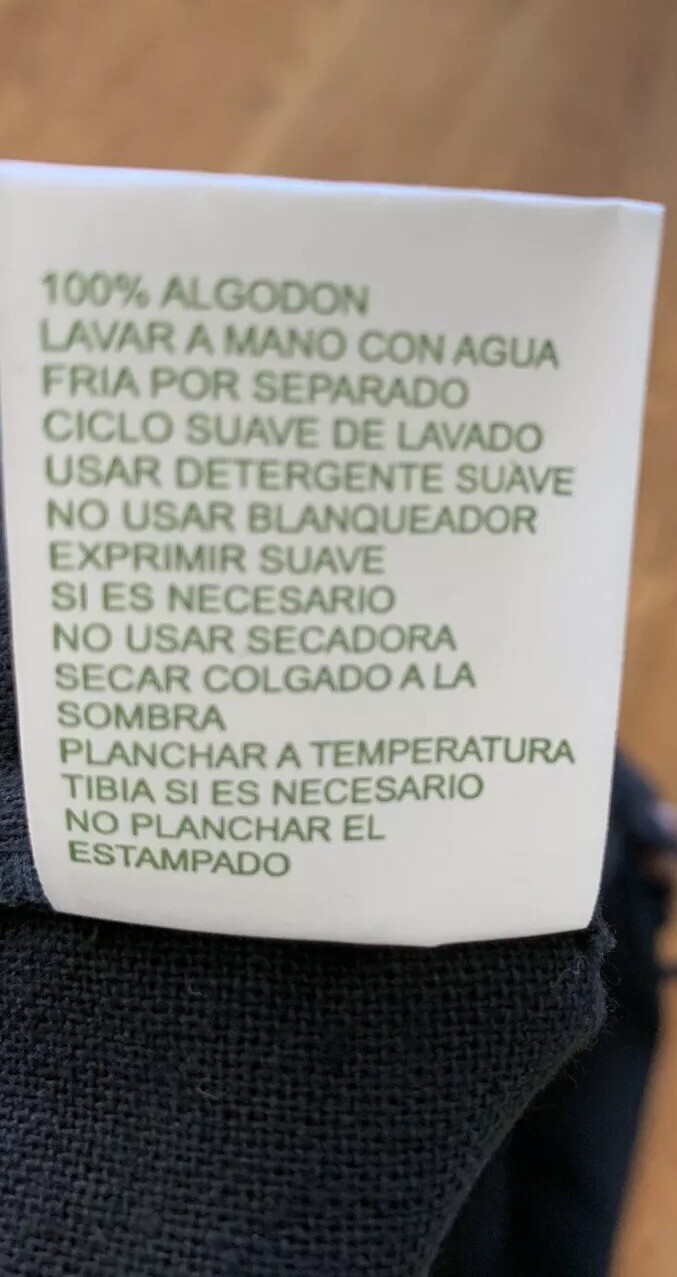 100% ALGODON
LAVAR A MANO CON AGUA
FRIA POR SEPARADO
CICLO SUAVE DE LAVADO
USAR DETERGENTE SUAVE
NO USAR BLANQUEADOR
EXPRIMIR SUAVE
SI ES NECESARIO
NO USAR SECADORA
SECAR COLGADO A LA
SOMBRA
PLANCHAR A TEMPERATURA
TIBIA SI ES NECESARIO
NO PLANCHAR EL
ESTAMPADO